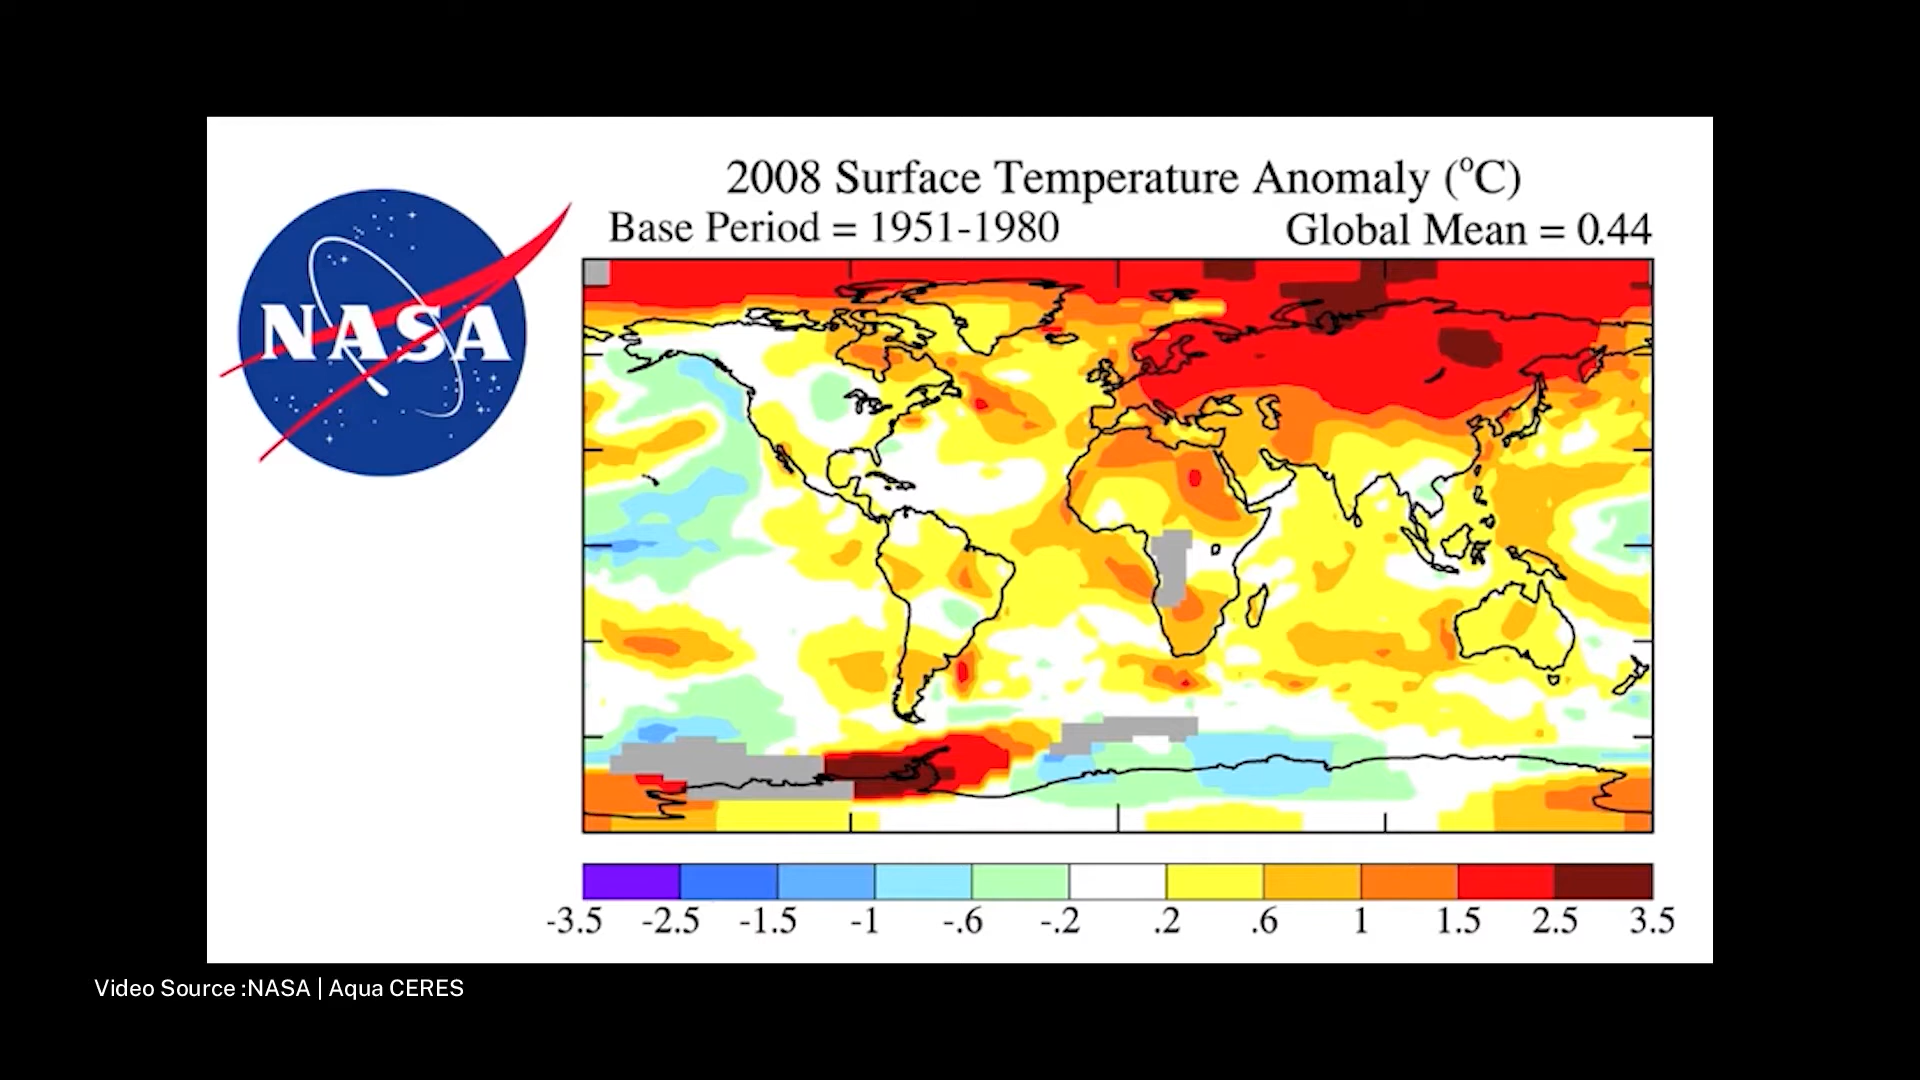 NASA
2008 Surface Temperature Anomaly (°C)
Base Period = 1951-1980 Global Mean = 0.44
-3.5 -2.5 -1.5 -1 -.6 -.2 .2 .6 1 1.5 2.5 3.5
Video Source :NASA | Aqua CERES